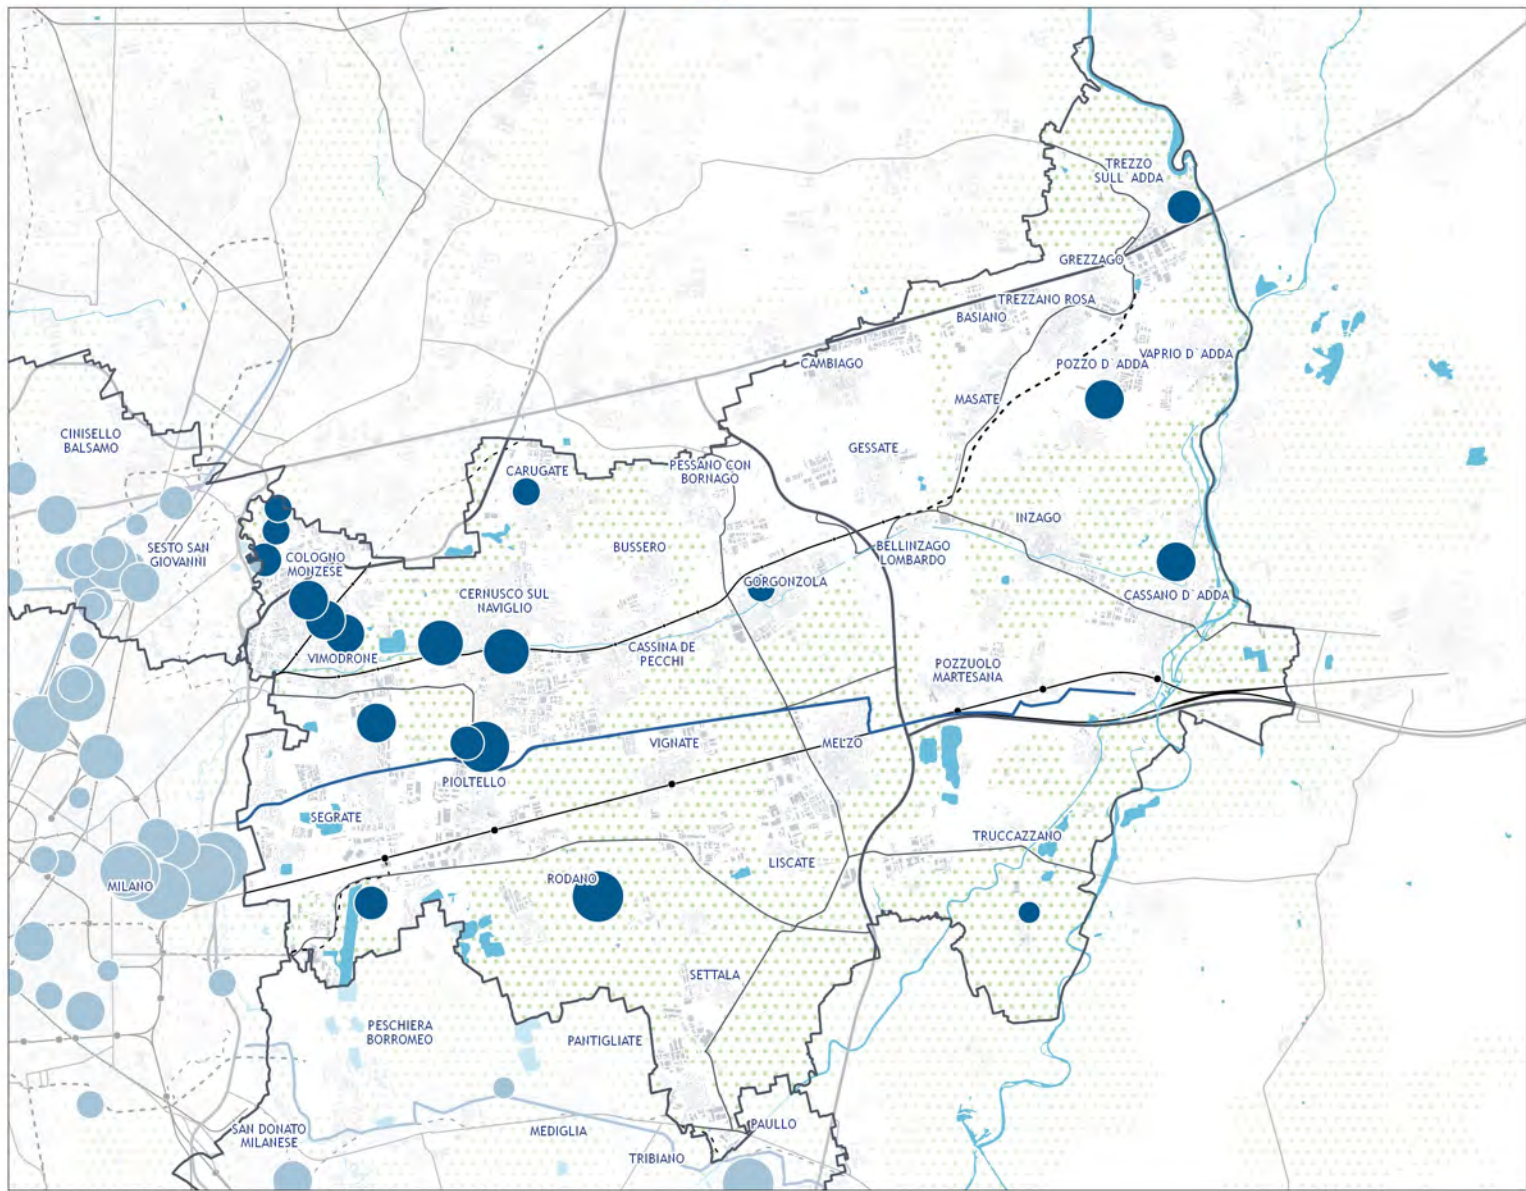 TREZZO
SULL`ADDA
GREZZAGO
TREZZANO ROSA
BASIANO
CAMBIAGO
VAPRIO D`ADDA
POZZO D`ADDA
MASATE
CINISELLO
BALSAMO
GESSATE
CARUGATE
PESSANO CON
BORNAGO
INZAGO
SESTO SAN
GIOVANNI
COLOGNO
MONZESE
BUSSERO
BELLINZAGO
LOMBARDO
GORGONZOLA
CERNUSCO SUL
NAVIGLIO
CASSANO D`ADDA
VIMODRONE
CASSINA DE
PECCHI
POZZUOLO
MARTESANA
VIGNATE
MELZO
PIOLTELLO
SEGRATE
TRUCCAZZANO
LISCATE
MILANO
RODANO
SETTALA
PESCHIERA
BORROMEO
PANTIGLIATE
SAN DONATO
MILANESE
MEDIGLIA
PAULLO
TRIBIANO